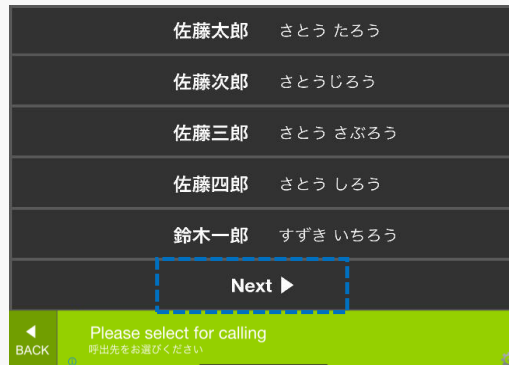 佐藤太郎 さとう たろう
佐藤次郎 さとうじろう
佐藤三郎 さとう さぶろう
佐藤四郎 さとう しろう
鈴木一郎 すずき いちろう
Next ▶
◀
BACK
Please select for calling
呼出先をお選びください